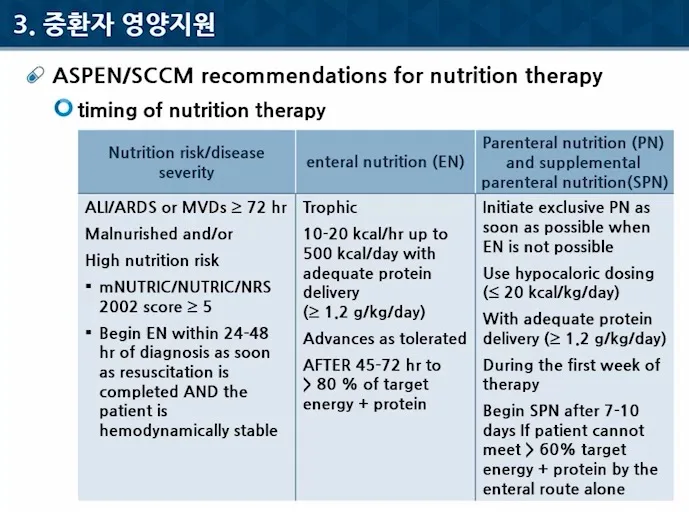 3. 중환자 영양지원
ASPEN/SCCM recommendations for nutrition therapy
timing of nutrition therapy
Nutrition risk/disease
severity
enteral nutrition (EN)
Parenteral nutrition (PN)
and supplemental
parenteral nutrition(SPN)
ALI/ARDS or MVDs ≥ 72 hr
Malnurished and/or
High nutrition risk
▪ mNUTRIC/NUTRIC/NRS
2002 score ≥ 5
▪ Begin EN within 24-48
hr of diagnosis as soon
as resuscitation is
completed AND the
patient is
hemodynamically stable
Trophic
10-20 kcal/hr up to
500 kcal/day with
adequate protein
delivery
(≥ 1.2 g/kg/day)
Advances as tolerated
AFTER 45-72 hr to
> 80 % of target
energy + protein
Initiate exclusive PN as
soon as possible when
EN is not possible
Use hypocaloric dosing
(≤ 20 kcal/kg/day)
With adequate protein
delivery (≥ 1.2 g/kg/day)
During the first week of
therapy
Begin SPN after 7-10
days If patient cannot
meet > 60% target
energy + protein by the
enteral route alone